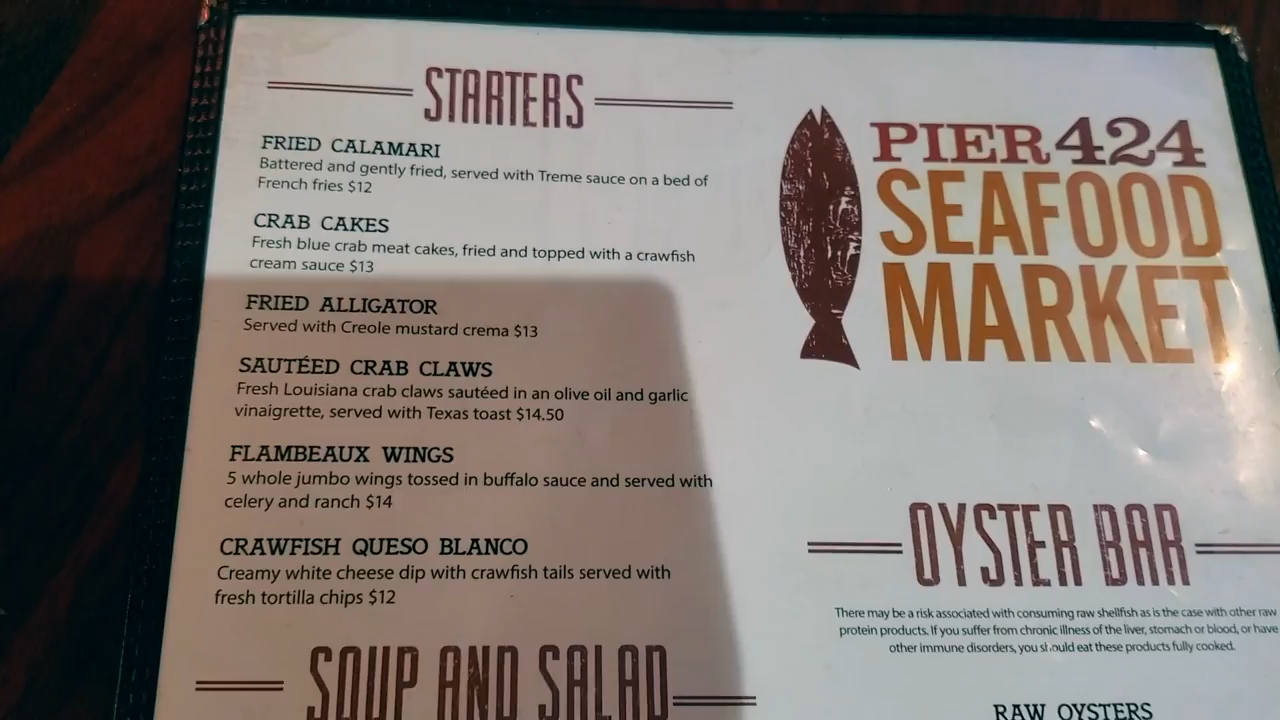 STARTERS
FRIED CALAMARI
Battered and gently fried, served with Treme sauce on a bed of
French fries $12
CRAB CAKES
Fresh blue crab meat cakes, fried and topped with a crawfish
cream sauce $13
FRIED ALLIGATOR
Served with Creole mustard crema $13
SAUTÉED CRAB CLAWS
Fresh Louisiana crab claws sautéed in an olive oil and garlic
vinaigrette, served with Texas toast $14.50
FLAMBEAUX WINGS
5 whole jumbo wings tossed in buffalo sauce and served with
celery and ranch $14
CRAWFISH QUESO BLANCO
Creamy white cheese dip with crawfish tails served with
fresh tortilla chips $12
SOUP AND SALAD
PIER 424
SEAFOOD
MARKET
OYSTER BAR
There may be a risk associated with consuming raw shellfish as is the case with other raw
protein products. If you suffer from chronic illness of the liver, stomach or blood, or have
other immune disorders, you should eat these products fully cooked.
RAW OYSTERS